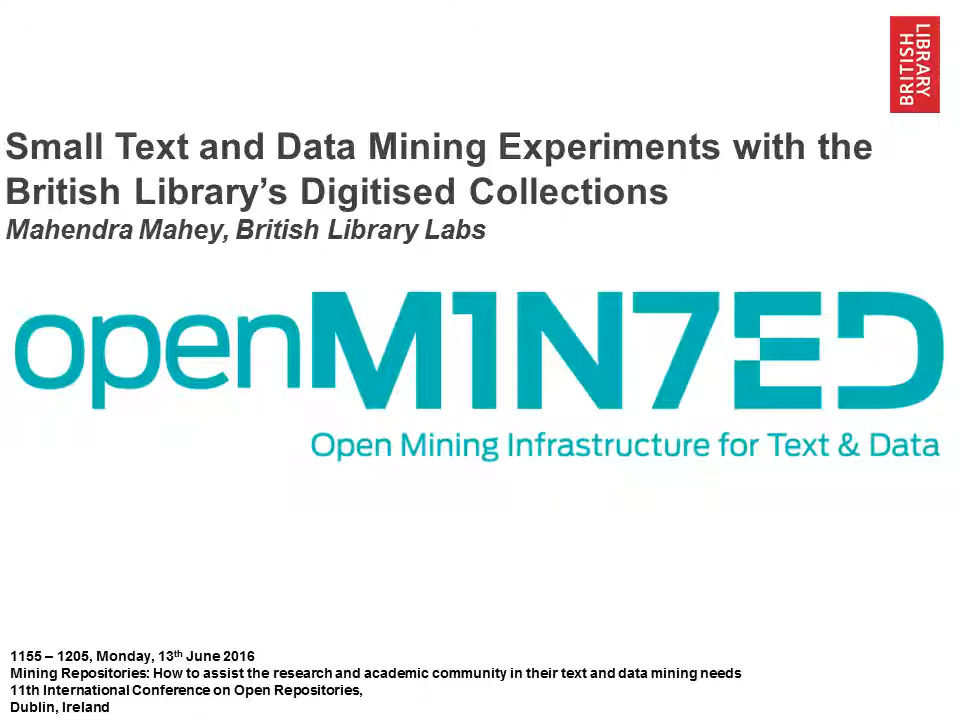 BRITISH
LIBRARY
Small Text and Data Mining Experiments with the
British Library’s Digitised Collections
Mahendra Mahey, British Library Labs
openM1N7ED
Open Mining Infrastructure for Text & Data
1155 – 1205, Monday, 13th June 2016
Mining Repositories: How to assist the research and academic community in their text and data mining needs
11th International Conference on Open Repositories,
Dublin, Ireland